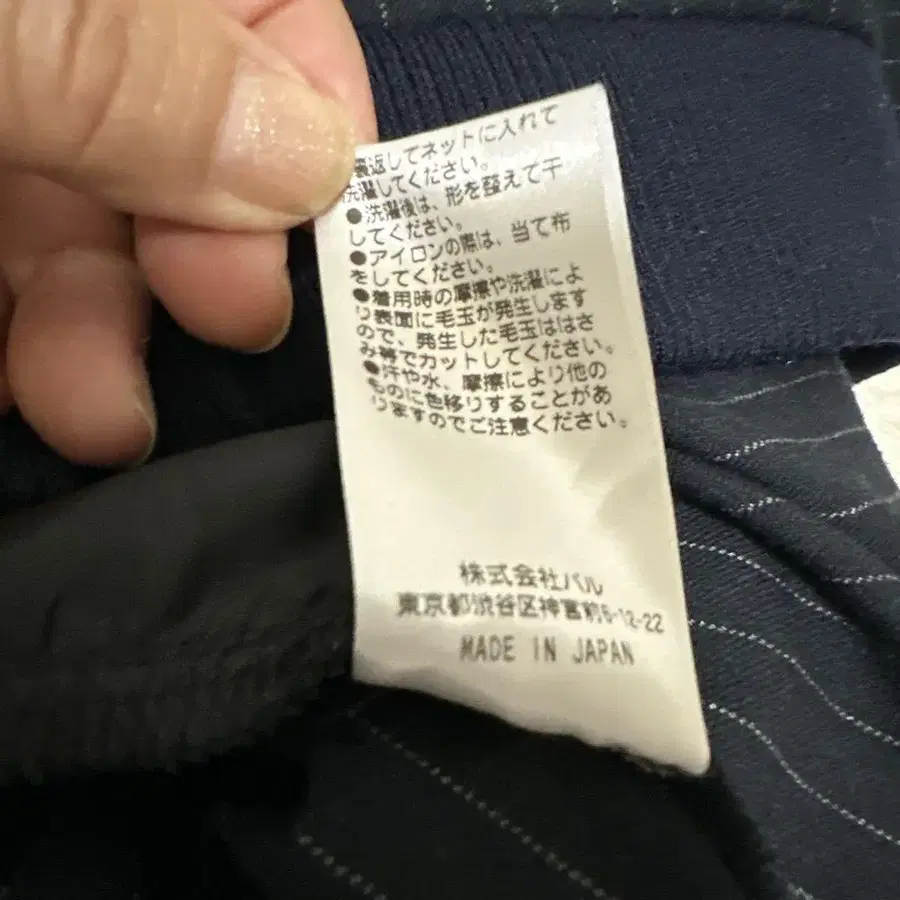 裏返してネットに入れて
洗濯してください。
●洗濯後は、形を整えて干
してください。
●アイロンの際は、当て布
をしてください。
●着用時の摩擦や洗濯によ
り表面に毛玉が発生します
ので、発生した毛玉ははさ
み等でカットしてください。
●汗や水、摩擦により他の
ものに色移りすることがあ
りますのでご注意ください。
株式会社パル
東京都渋谷区神宮前6-12-22
MADE IN JAPAN